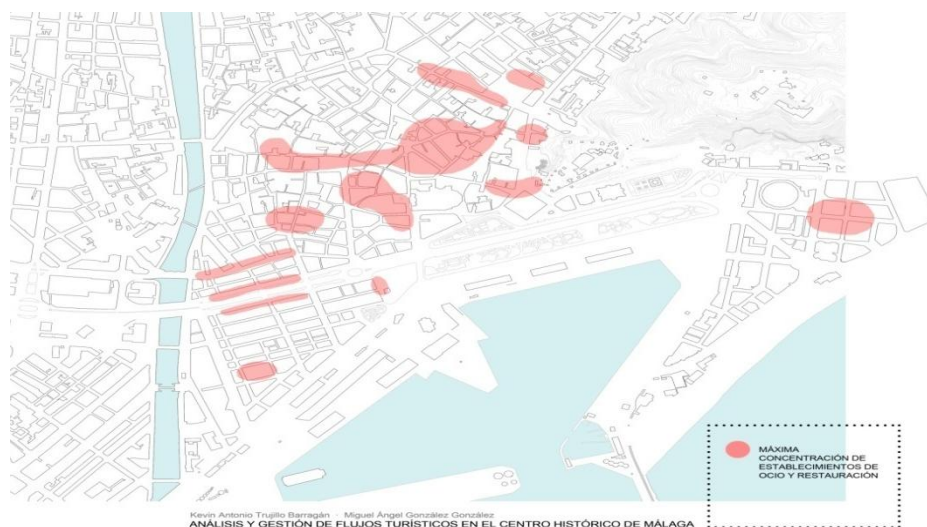 MÁXIMA
CONCENTRACIÓN DE
ESTABLECIMIENTOS DE
OCIO Y RESTAURACIÓN
Kevin Antonio Trujillo Barragán · Miguel Ángel González González
ANÁLISIS Y GESTIÓN DE FLUJOS TURÍSTICOS EN EL CENTRO HISTÓRICO DE MÁLAGA